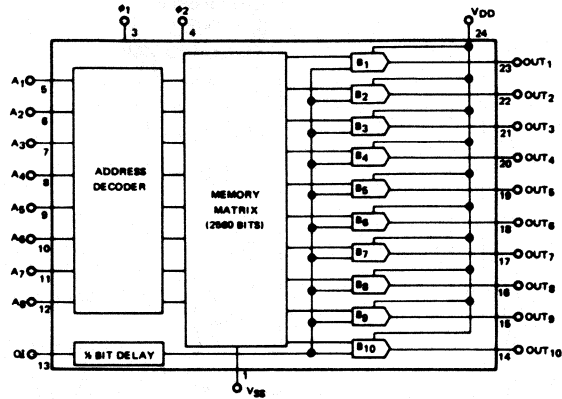 ϕ1 ϕ2 VDD
3 4 24
A1 5 B1 23 OUT1
A2 6 B2 22 OUT2
A3 7 B3 21 OUT3
A4 8 B4 20 OUT4
ADDRESS
DECODER
MEMORY
MATRIX
(2560 BITS)
A5 9 B5 19 OUT5
A6 10 B6 18 OUT6
A7 11 B7 17 OUT7
A8 12 B8 16 OUT8
B9 15 OUT9
13 ½ BIT DELAY B10 14 OUT10
1
VSS